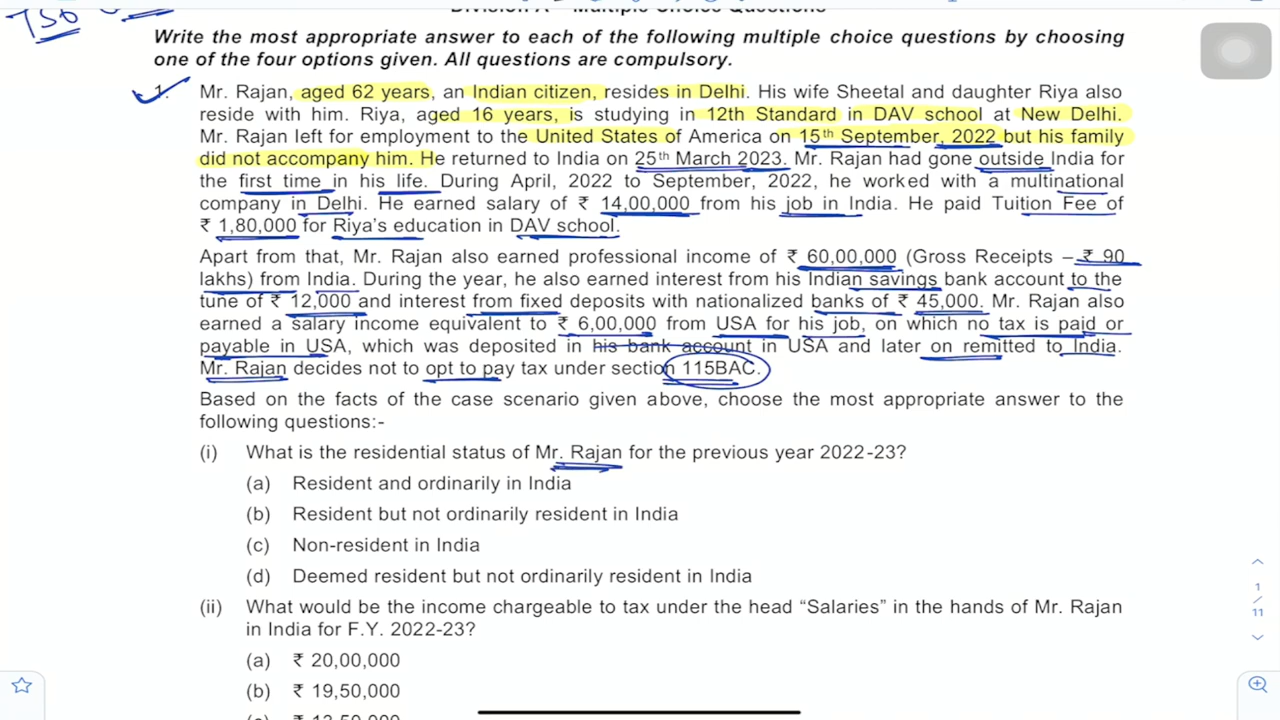 Division A – Multiple Choice Questions
Write the most appropriate answer to each of the following multiple choice questions by choosing
one of the four options given. All questions are compulsory.
1. Mr. Rajan, aged 62 years, an Indian citizen, resides in Delhi. His wife Sheetal and daughter Riya also
reside with him. Riya, aged 16 years, is studying in 12th Standard in DAV school at New Delhi.
Mr. Rajan left for employment to the United States of America on 15th September, 2022 but his family
did not accompany him. He returned to India on 25th March 2023. Mr. Rajan had gone outside India for
the first time in his life. During April, 2022 to September, 2022, he worked with a multinational
company in Delhi. He earned salary of ₹ 14,00,000 from his job in India. He paid Tuition Fee of
₹ 1,80,000 for Riya's education in DAV school.
Apart from that, Mr. Rajan also earned professional income of ₹ 60,00,000 (Gross Receipts – ₹ 90
lakhs) from India. During the year, he also earned interest from his Indian savings bank account to the
tune of ₹ 12,000 and interest from fixed deposits with nationalized banks of ₹ 45,000. Mr. Rajan also
earned a salary income equivalent to ₹ 6,00,000 from USA for his job, on which no tax is paid or
payable in USA, which was deposited in his bank account in USA and later on remitted to India.
Mr. Rajan decides not to opt to pay tax under section 115BAC.
Based on the facts of the case scenario given above, choose the most appropriate answer to the
following questions:-
(i) What is the residential status of Mr. Rajan for the previous year 2022-23?
(a) Resident and ordinarily in India
(b) Resident but not ordinarily resident in India
(c) Non-resident in India
(d) Deemed resident but not ordinarily resident in India
(ii) What would be the income chargeable to tax under the head "Salaries" in the hands of Mr. Rajan
in India for F.Y. 2022-23?
(a) ₹ 20,00,000
(b) ₹ 19,50,000
1
/
11